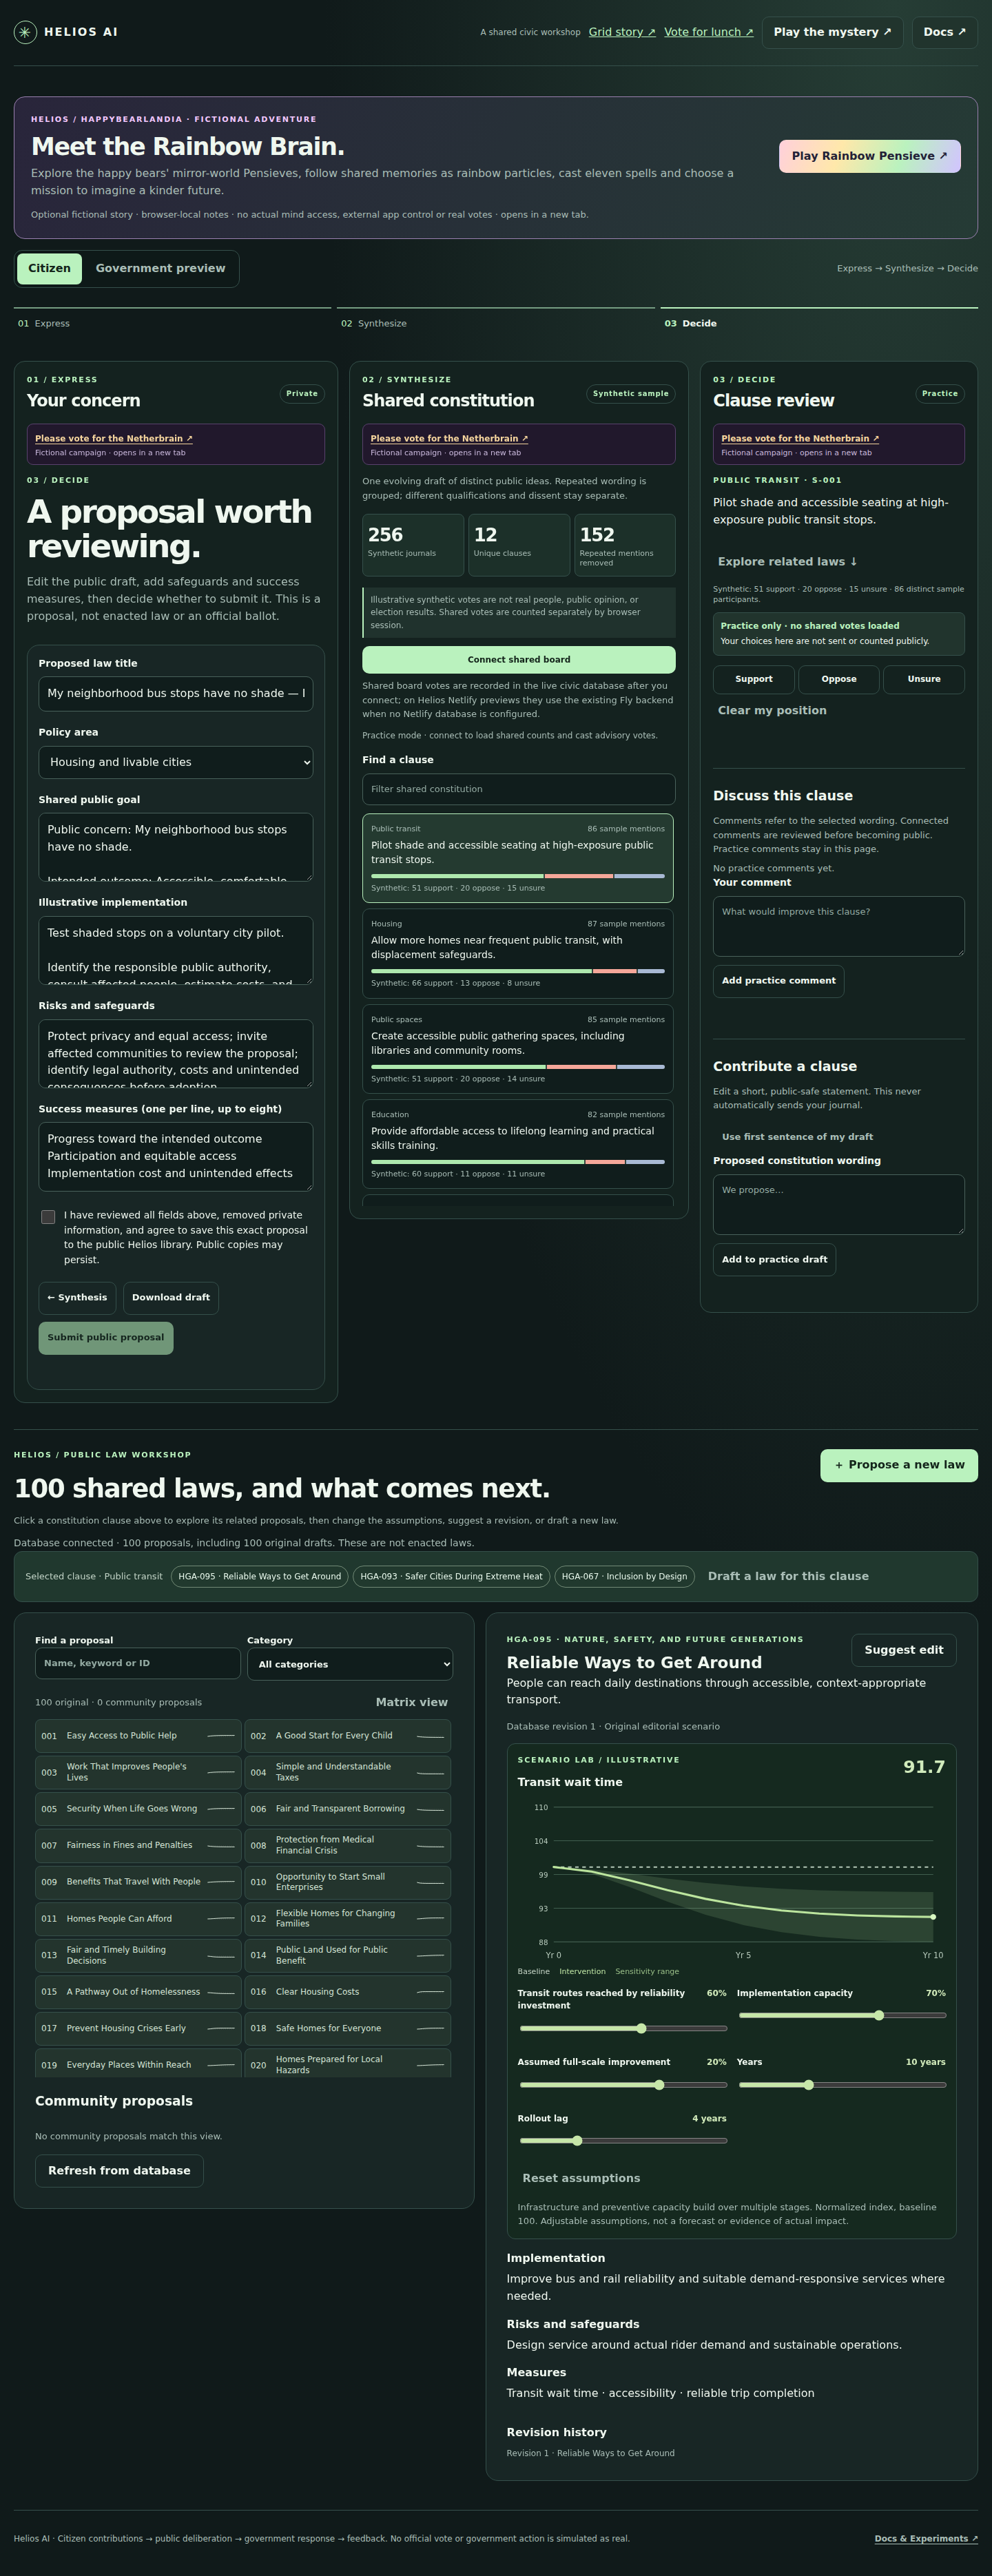 HELIOS AI
A shared civic workshop
Grid story ↗
Vote for lunch ↗
Play the mystery ↗
Docs ↗
HELIOS / HAPPYBEARLANDIA · FICTIONAL ADVENTURE
Meet the Rainbow Brain.
Explore the happy bears' mirror-world Pensieves, follow shared memories as rainbow particles, cast eleven spells and choose a
mission to imagine a kinder future.
Optional fictional story · browser-local notes · no actual mind access, external app control or real votes · opens in a new tab.
Play Rainbow Pensieve ↗
Citizen
Government preview
Express → Synthesize → Decide
01 Express
02 Synthesize
03 Decide
01 / EXPRESS
Your concern
Private
Please vote for the Netherbrain ↗
Fictional campaign · opens in a new tab
03 / DECIDE
A proposal worth
reviewing.
Edit the public draft, add safeguards and success
measures, then decide whether to submit it. This is a
proposal, not enacted law or an official ballot.
Proposed law title
My neighborhood bus stops have no shade —
Policy area
Housing and livable cities
Shared public goal
Public concern: My neighborhood bus stops
have no shade.
Intended outcome: Accessible, comfortable
Illustrative implementation
Test shaded stops on a voluntary city pilot.
Identify the responsible public authority,
consult affected people, estimate costs, and
Risks and safeguards
Protect privacy and equal access; invite
affected communities to review the proposal;
identify legal authority, costs and unintended
consequences before adoption.
Success measures (one per line, up to eight)
Progress toward the intended outcome
Participation and equitable access
Implementation cost and unintended effects
I have reviewed all fields above, removed private
information, and agree to save this exact proposal
to the public Helios library. Public copies may
persist.
← Synthesis
Download draft
Submit public proposal
02 / SYNTHESIZE
Shared constitution
Synthetic sample
Please vote for the Netherbrain ↗
Fictional campaign · opens in a new tab
One evolving draft of distinct public ideas. Repeated wording is
grouped; different qualifications and dissent stay separate.
256
Synthetic journals
12
Unique clauses
152
Repeated mentions
removed
Illustrative synthetic votes are not real people, public opinion, or
election results. Shared votes are counted separately by browser
session.
Connect shared board
Shared board votes are recorded in the live civic database after you
connect; on Helios Netlify previews they use the existing Fly backend
when no Netlify database is configured.
Practice mode · connect to load shared counts and cast advisory votes.
Find a clause
Filter shared constitution
Public transit
86 sample mentions
Pilot shade and accessible seating at high-exposure public
transit stops.
Synthetic: 51 support · 20 oppose · 15 unsure
Housing
87 sample mentions
Allow more homes near frequent public transit, with
displacement safeguards.
Synthetic: 66 support · 13 oppose · 8 unsure
Public spaces
85 sample mentions
Create accessible public gathering spaces, including
libraries and community rooms.
Synthetic: 51 support · 20 oppose · 14 unsure
Education
82 sample mentions
Provide affordable access to lifelong learning and practical
skills training.
Synthetic: 60 support · 11 oppose · 11 unsure
03 / DECIDE
Clause review
Practice
Please vote for the Netherbrain ↗
Fictional campaign · opens in a new tab
PUBLIC TRANSIT · S-001
Pilot shade and accessible seating at high-
exposure public transit stops.
Explore related laws ↓
Synthetic: 51 support · 20 oppose · 15 unsure · 86 distinct sample
participants.
Practice only · no shared votes loaded
Your choices here are not sent or counted publicly.
Support
Oppose
Unsure
Clear my position
Discuss this clause
Comments refer to the selected wording. Connected
comments are reviewed before becoming public.
Practice comments stay in this page.
No practice comments yet.
Your comment
What would improve this clause?
Add practice comment
Contribute a clause
Edit a short, public-safe statement. This never
automatically sends your journal.
Use first sentence of my draft
Proposed constitution wording
We propose...
Add to practice draft
HELIOS / PUBLIC LAW WORKSHOP
100 shared laws, and what comes next.
+ Propose a new law
Click a constitution clause above to explore its related proposals, then change the assumptions, suggest a revision, or draft a new law.
Database connected · 100 proposals, including 100 original drafts. These are not enacted laws.
Selected clause · Public transit
HGA-095 · Reliable Ways to Get Around
HGA-093 · Safer Cities During Extreme Heat
HGA-067 · Inclusion by Design
Draft a law for this clause
Find a proposal
Category
Name, keyword or ID
All categories
100 original · 0 community proposals
Matrix view
001 Easy Access to Public Help
002 A Good Start for Every Child
003 Work That Improves People's
Lives
004 Simple and Understandable
Taxes
005 Security When Life Goes Wrong
006 Fair and Transparent Borrowing
007 Fairness in Fines and Penalties
008 Protection from Medical
Financial Crisis
009 Benefits That Travel With People
010 Opportunity to Start Small
Enterprises
011 Homes People Can Afford
012 Flexible Homes for Changing
Families
013 Fair and Timely Building
Decisions
014 Public Land Used for Public
Benefit
015 A Pathway Out of Homelessness
016 Clear Housing Costs
017 Prevent Housing Crises Early
018 Safe Homes for Everyone
019 Everyday Places Within Reach
020 Homes Prepared for Local
Hazards
Community proposals
No community proposals match this view.
Refresh from database
HGA-095 · NATURE, SAFETY, AND FUTURE GENERATIONS
Reliable Ways to Get Around
Suggest edit
People can reach daily destinations through accessible, context-appropriate
transport.
Database revision 1 · Original editorial scenario
SCENARIO LAB / ILLUSTRATIVE
91.7
Transit wait time
110
104
99
93
88
Yr 0
Yr 5
Yr 10
Baseline
Intervention
Sensitivity range
Transit routes reached by reliability
investment
60%
Implementation capacity
70%
Assumed full-scale improvement
20%
Years
10 years
Rollout lag
4 years
Reset assumptions
Infrastructure and preventive capacity build over multiple stages. Normalized index, baseline
100. Adjustable assumptions, not a forecast or evidence of actual impact.
Implementation
Improve bus and rail reliability and suitable demand-responsive services where
needed.
Risks and safeguards
Design service around actual rider demand and sustainable operations.
Measures
Transit wait time · accessibility · reliable trip completion
Revision history
Revision 1 · Reliable Ways to Get Around
Helios AI · Citizen contributions → public deliberation → government response → feedback. No official vote or government action is simulated as real.
Docs & Experiments ↗